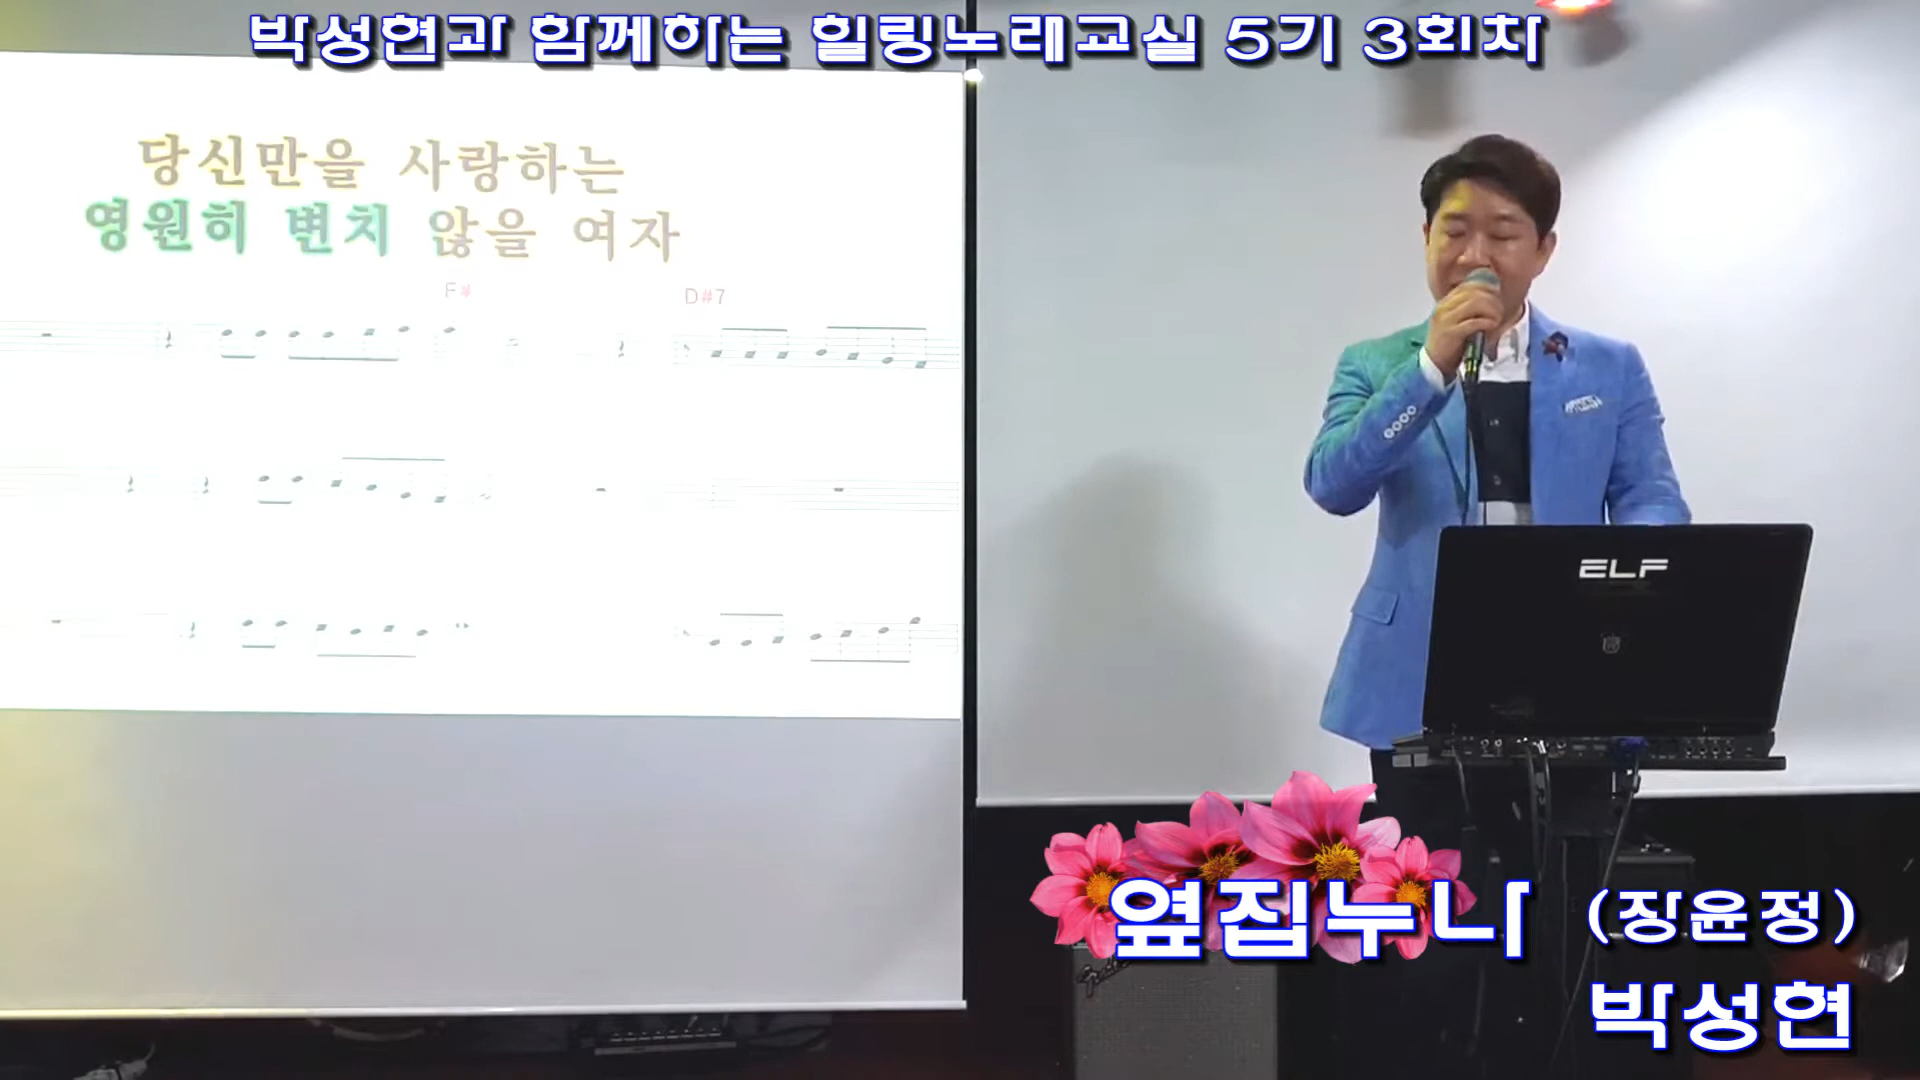 박성현과 함께하는 힐링노래교실 5기 3회차
당신만을 사랑하는
영원히 변치 않을 여자
F#
D#7
ELF
옆집누나 (장윤정)
박성현